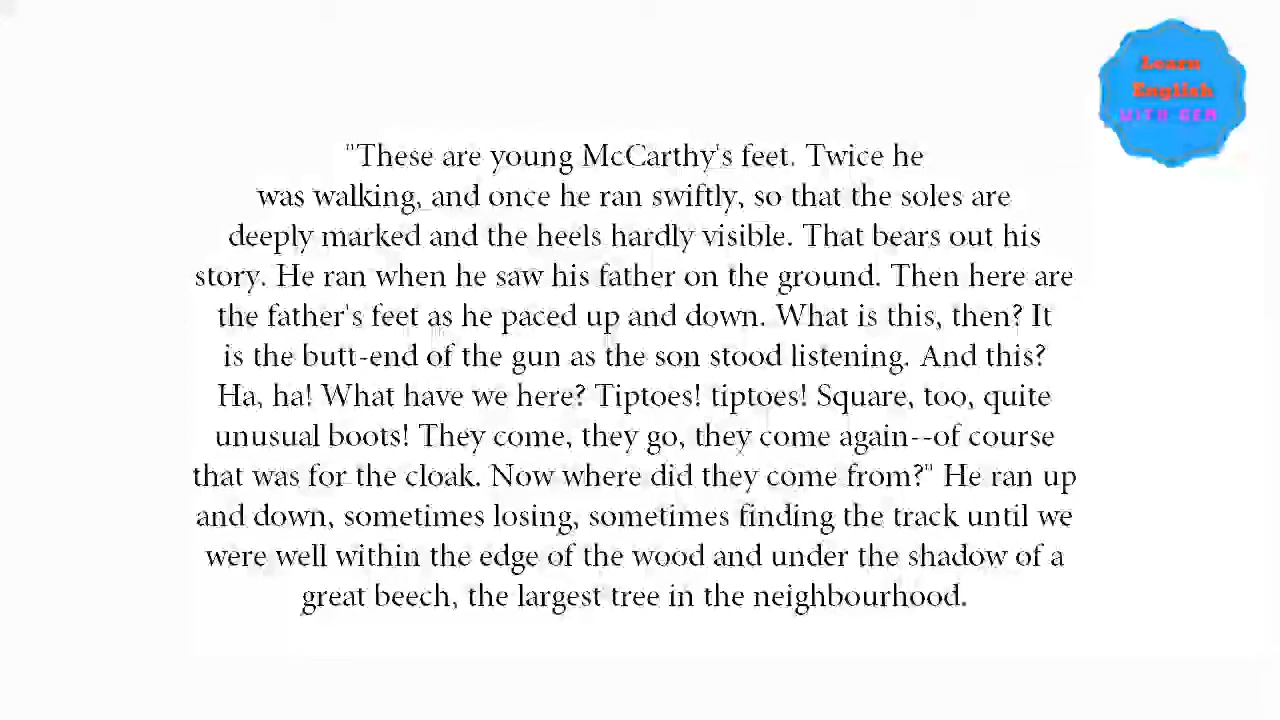 Learn
English
WITH GEM
"These are young McCarthy's feet. Twice he
was walking, and once he ran swiftly, so that the soles are
deeply marked and the heels hardly visible. That bears out his
story. He ran when he saw his father on the ground. Then here are
the father's feet as he paced up and down. What is this, then? It
is the butt-end of the gun as the son stood listening. And this?
Ha, ha! What have we here? Tiptoes! tiptoes! Square, too, quite
unusual boots! They come, they go, they come again--of course
that was for the cloak. Now where did they come from?" He ran up
and down, sometimes losing, sometimes finding the track until we
were well within the edge of the wood and under the shadow of a
great beech, the largest tree in the neighbourhood.